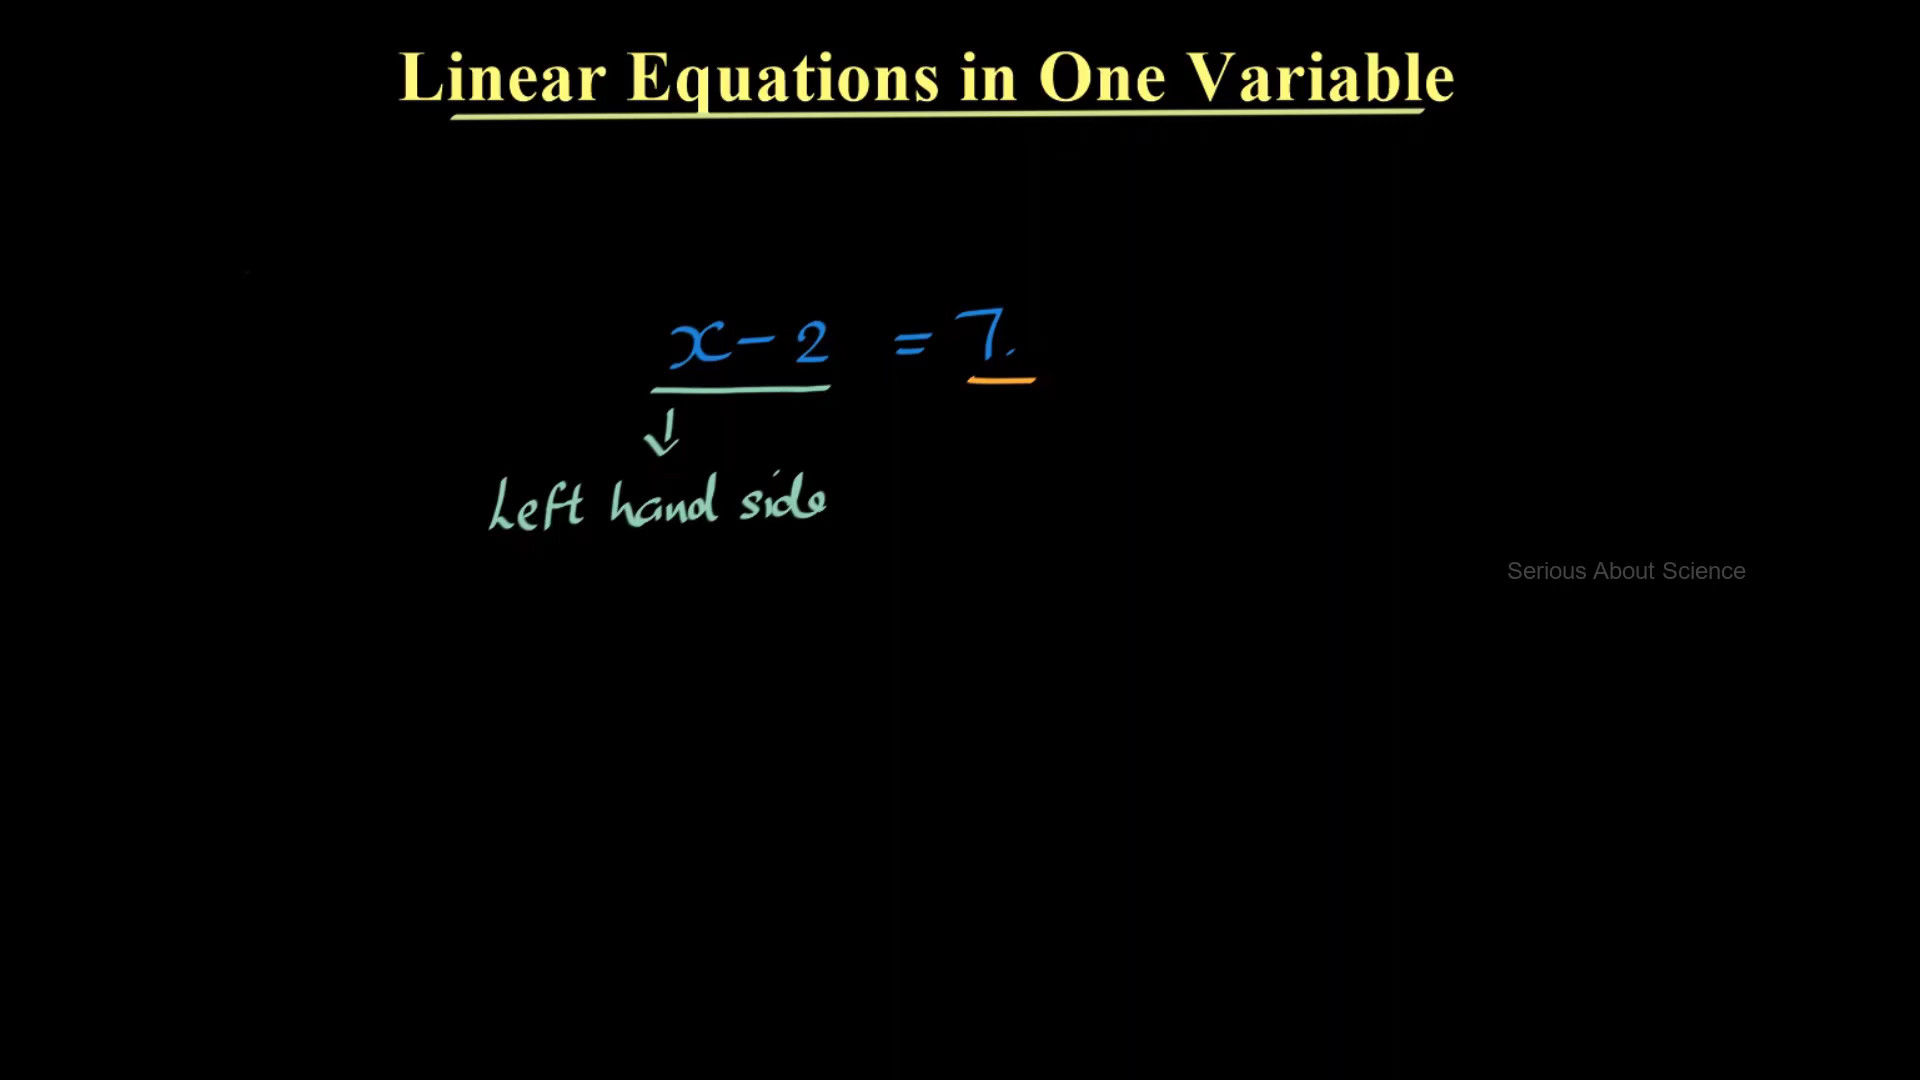 Linear Equations in One Variable
x - 2 = 7.
Left hand side
Serious About Science